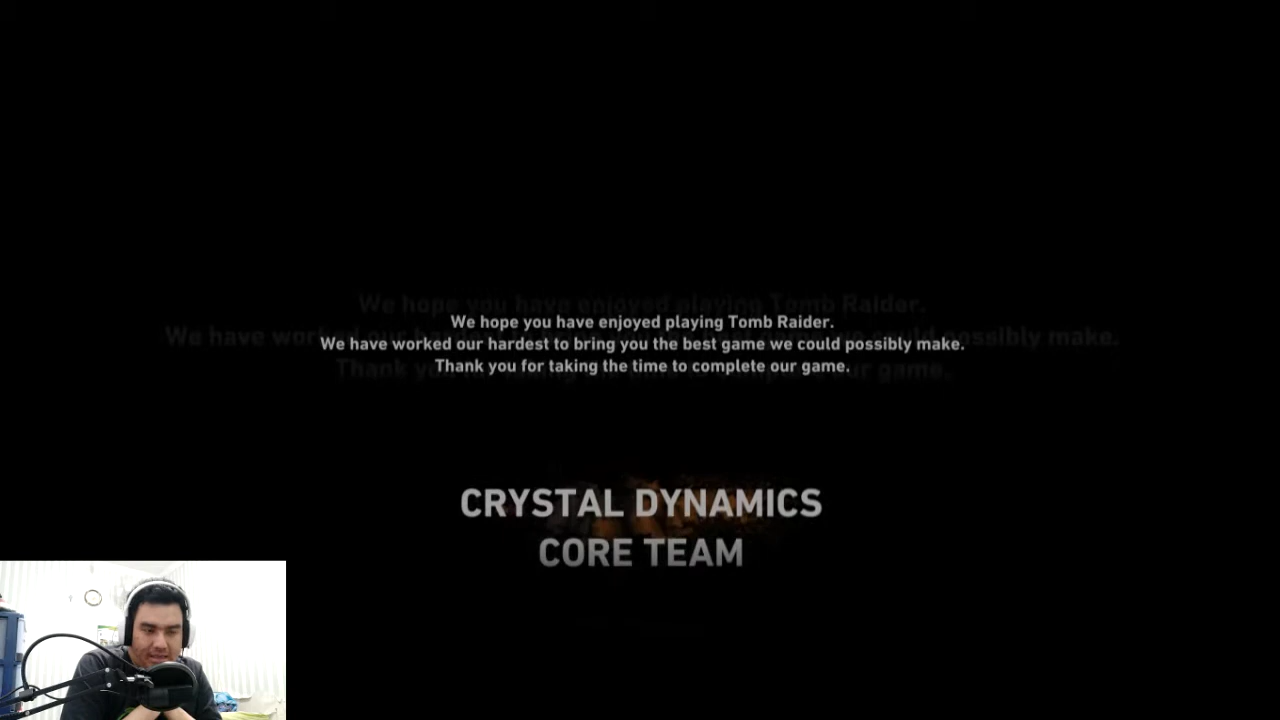 We hope you have enjoyed playing Tomb Raider.
We have worked our hardest to bring you the best game we could possibly make.
Thank you for taking the time to complete our game.
CRYSTAL DYNAMICS
CORE TEAM